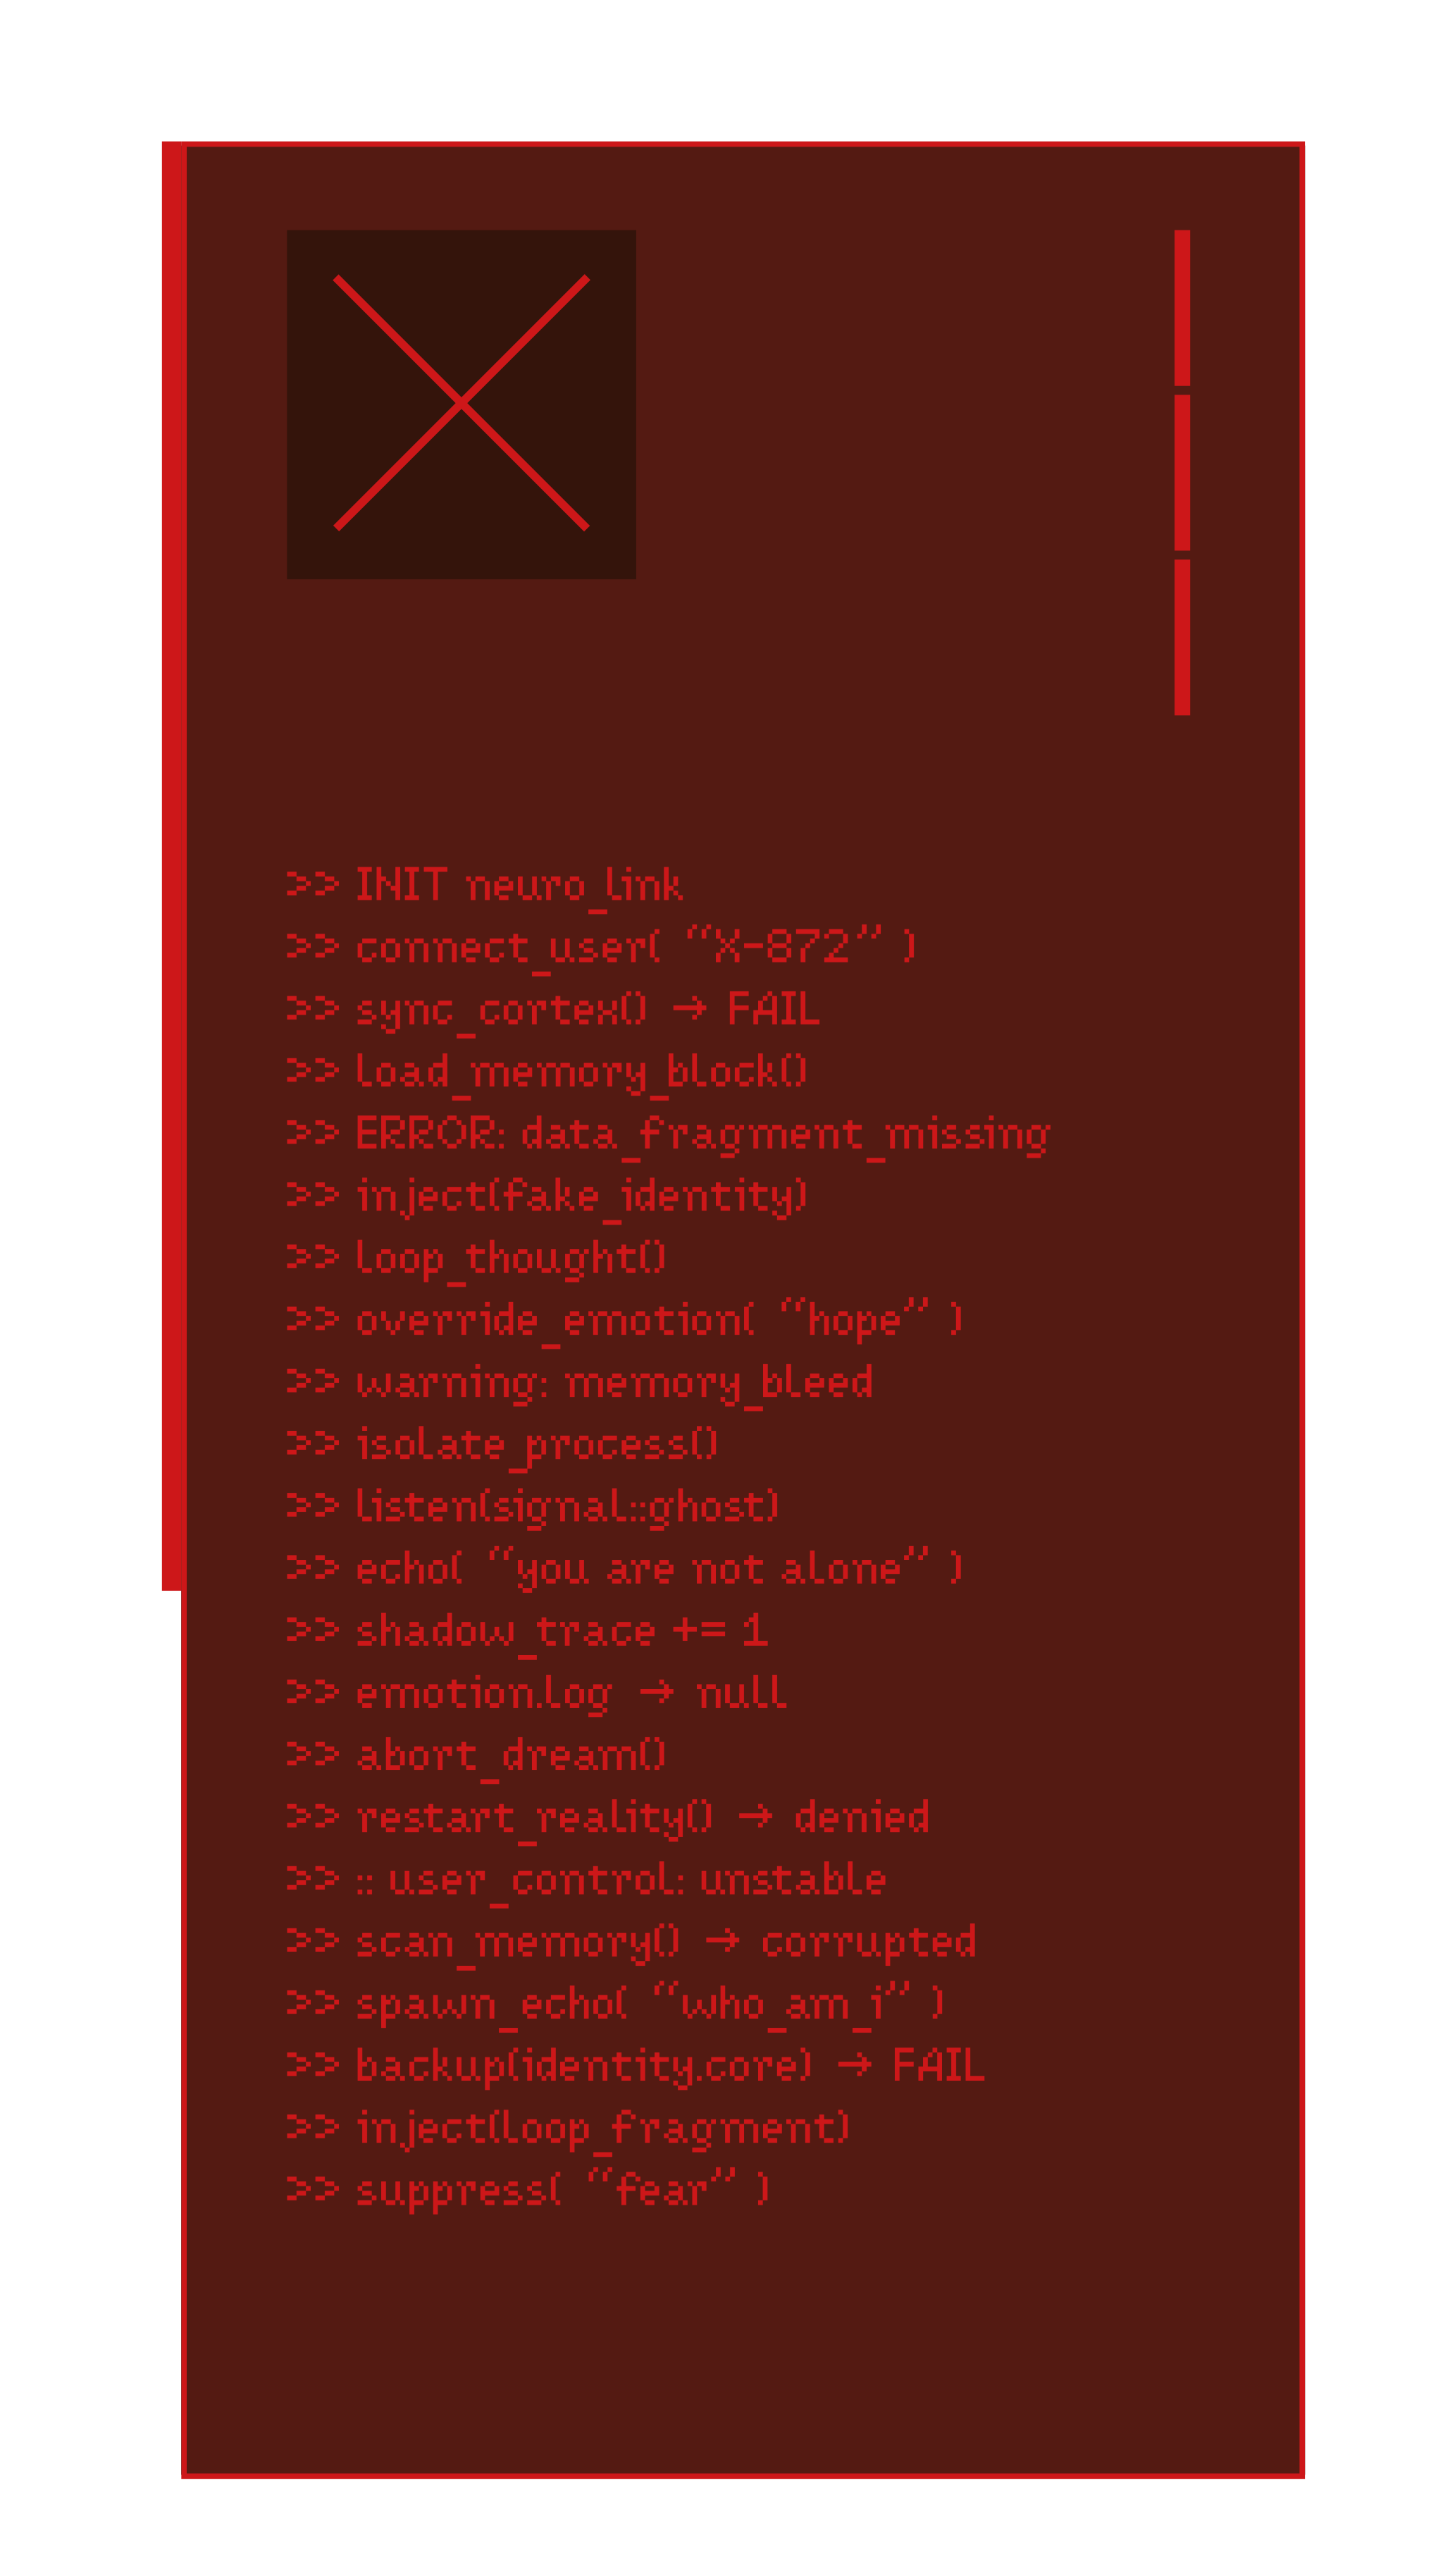 >> INIT neuro_link
>> connect_user( “X-872” )
>> sync_cortex() → FAIL
>> load_memory_block()
>> ERROR: data_fragment_missing
>> inject(fake_identity)
>> loop_thought()
>> override_emotion( “hope” )
>> warning: memory_bleed
>> isolate_process()
>> listen(signal::ghost)
>> echo( “you are not alone” )
>> shadow_trace += 1
>> emotion.log → null
>> abort_dream()
>> restart_reality() → denied
>> :: user_control: unstable
>> scan_memory() → corrupted
>> spawn_echo( “who_am_i” )
>> backup(identity.core) → FAIL
>> inject(loop_fragment)
>> suppress( “fear” )